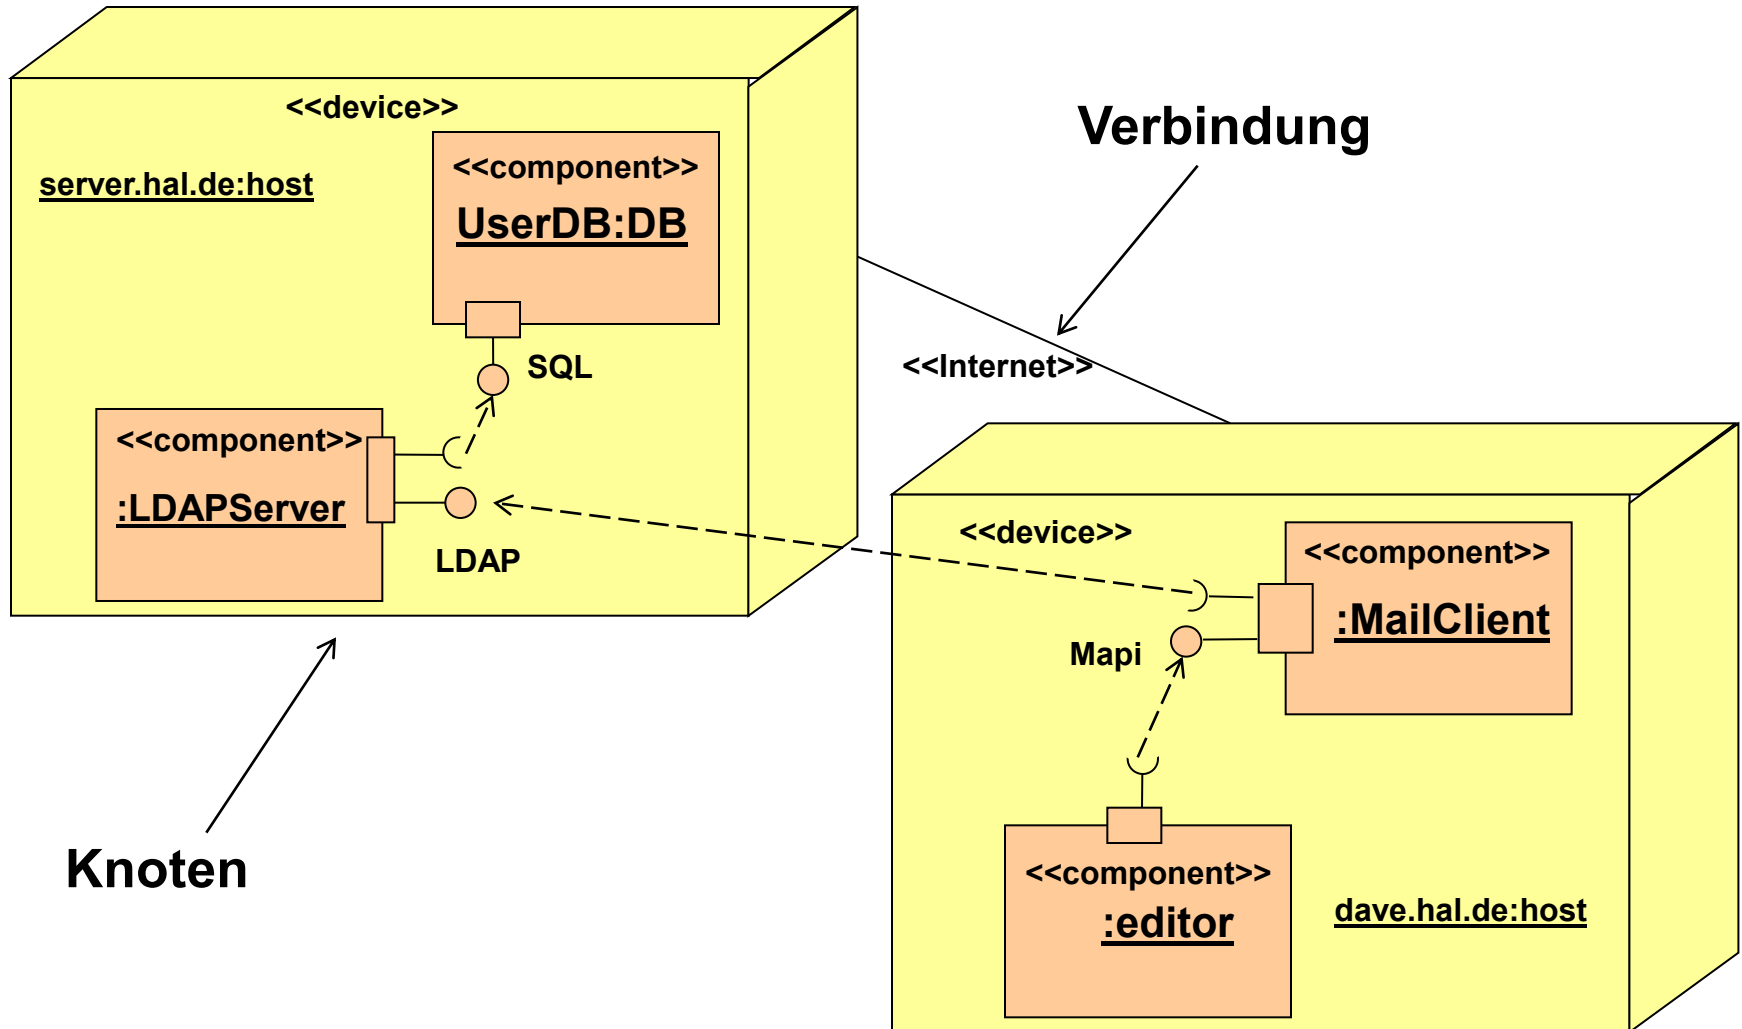 <<device>>
server.hal.de:host
<<component>>
UserDB:DB
SQL
<<component>>
:LDAPServer
LDAP
Verbindung
<<Internet>>
Knoten
<<device>>
<<component>>
:MailClient
Mapi
<<component>>
:editor
dave.hal.de:host